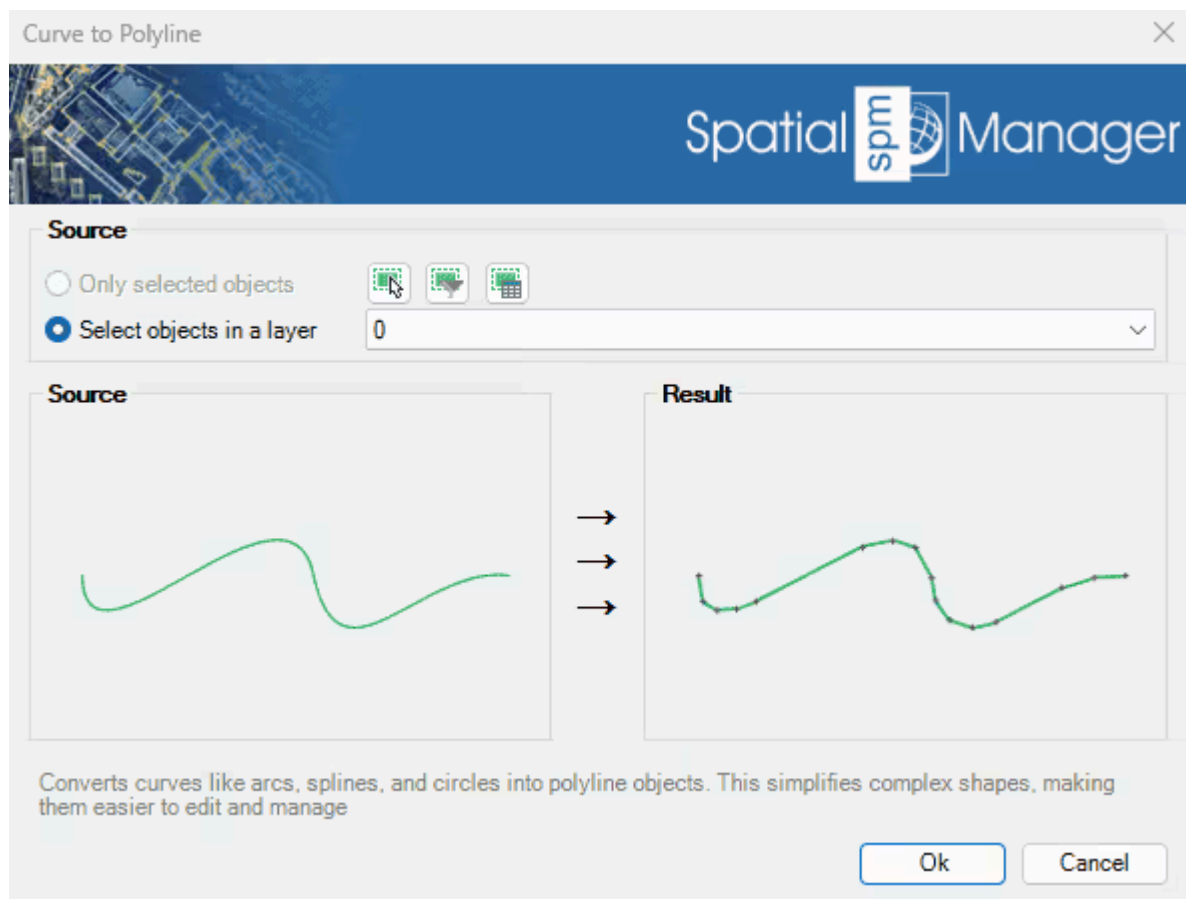 Curve to Polyline
Spatial spm Manager
Source
Only selected objects
Select objects in a layer 0
Source Result
Converts curves like arcs, splines, and circles into polyline objects. This simplifies complex shapes, making
them easier to edit and manage
Ok Cancel